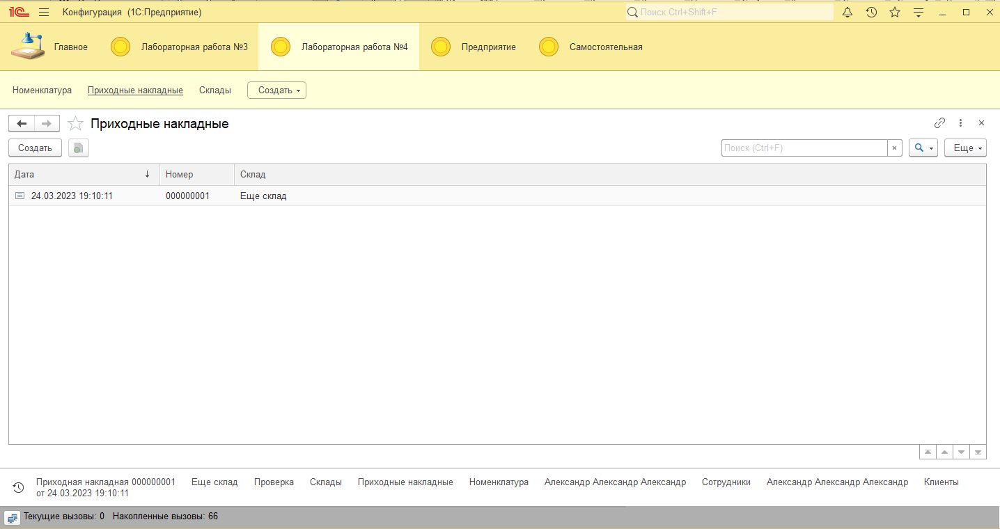 1С Конфигурация (1С:Предприятие) Поиск Ctrl+Shift+F
Главное Лабораторная работа №3 Лабораторная работа №4 Предприятие Самостоятельная
Номенклатура Приходные накладные Склады Создать
Приходные накладные
Создать Поиск (Ctrl+F) × Еще
Дата ↓ Номер Склад
24.03.2023 19:10:11 000000001 Еще склад
Приходная накладная 000000001 Еще склад Проверка Склады Приходные накладные Номенклатура Александр Александр Александр Сотрудники Александр Александр Александр Клиенты
от 24.03.2023 19:10:11
Текущие вызовы: 0 Накопленные вызовы: 66